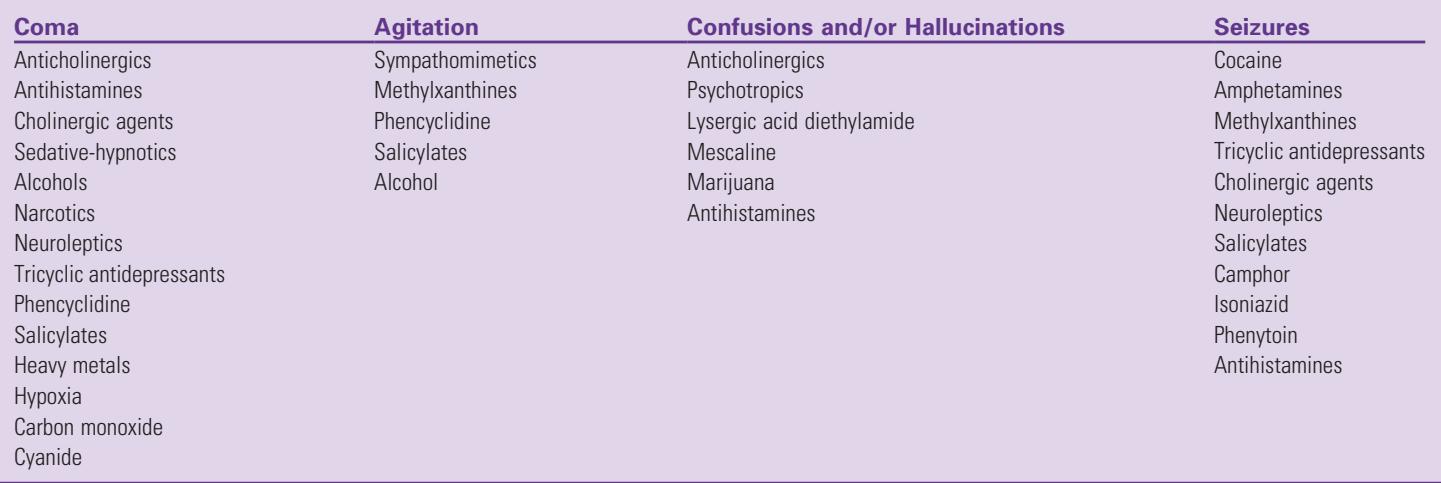 Coma Agitation Confusions and/or Hallucinations Seizures
Anticholinergics Sympathomimetics Anticholinergics Cocaine
Antihistamines Methylxanthines Psychotropics Amphetamines
Cholinergic agents Phencyclidine Lysergic acid diethylamide Methylxanthines
Sedative-hypnotics Salicylates Mescaline Tricyclic antidepressants
Alcohols Alcohol Marijuana Cholinergic agents
Narcotics Antihistamines Neuroleptics
Neuroleptics Salicylates
Tricyclic antidepressants Camphor
Phencyclidine Isoniazid
Salicylates Phenytoin
Heavy metals Antihistamines
Hypoxia
Carbon monoxide
Cyanide